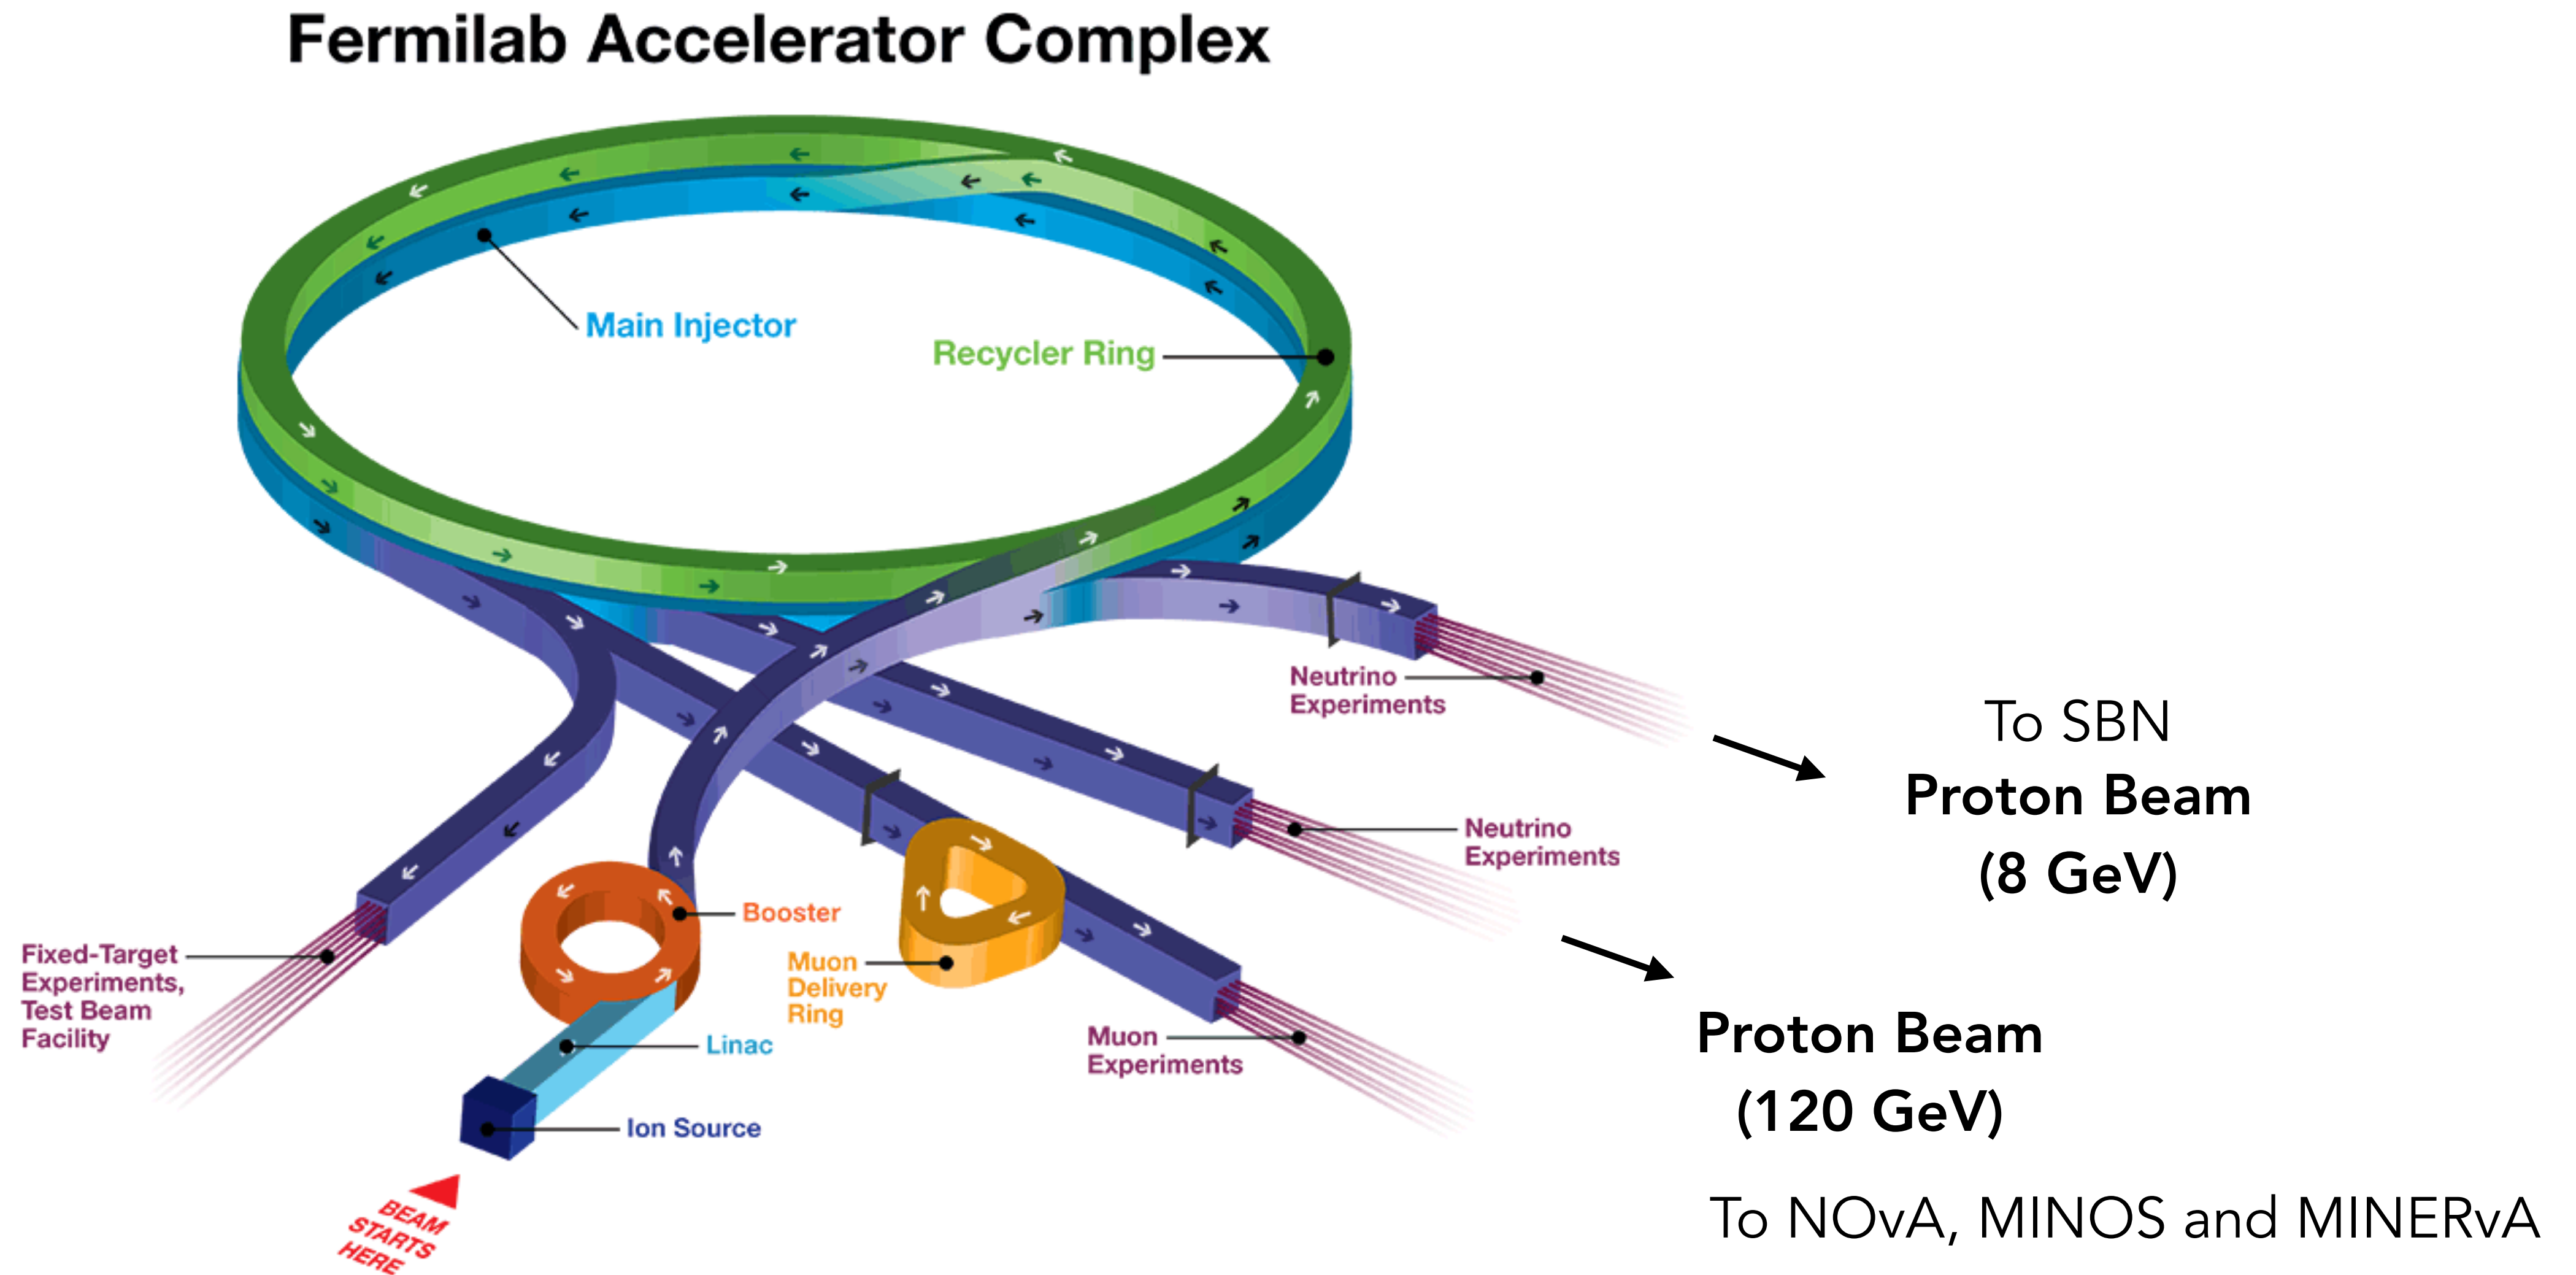 Fermilab Accelerator Complex
Main Injector
Recycler Ring
Neutrino
Experiments
To SBN
Proton Beam
(8 GeV)
Neutrino
Experiments
Booster
Fixed-Target
Experiments,
Test Beam
Facility
Muon
Delivery
Ring
Linac
Muon
Experiments
Proton Beam
(120 GeV)
Ion Source
To NOvA, MINOS and MINERvA
BEAM
STARTS
HERE